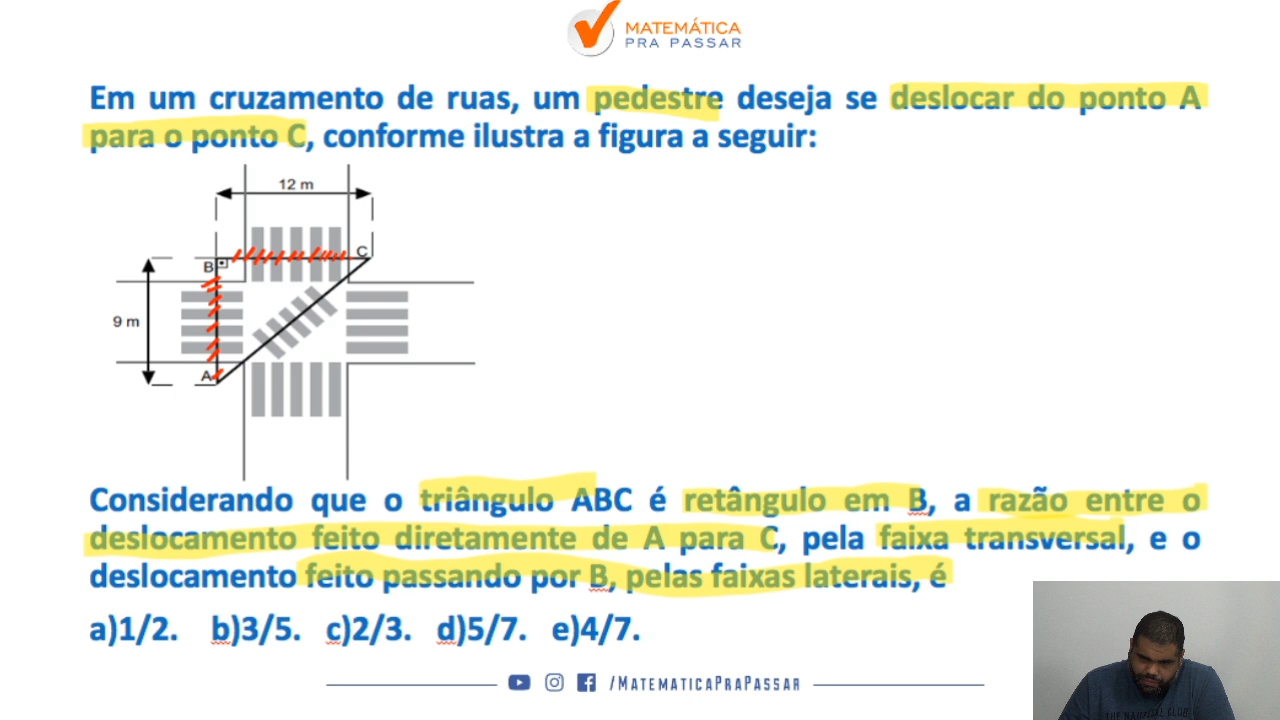 MATEMÁTICA
PRA PASSAR
Em um cruzamento de ruas, um pedestre deseja se deslocar do ponto A
para o ponto C, conforme ilustra a figura a seguir:
12 m
C
B
9 m
A
Considerando que o triângulo ABC é retângulo em B, a razão entre o
deslocamento feito diretamente de A para C, pela faixa transversal, e o
deslocamento feito passando por B, pelas faixas laterais, é
a)1/2. b)3/5. c)2/3. d)5/7. e)4/7.
/MATEMATICAPRAPASSAR